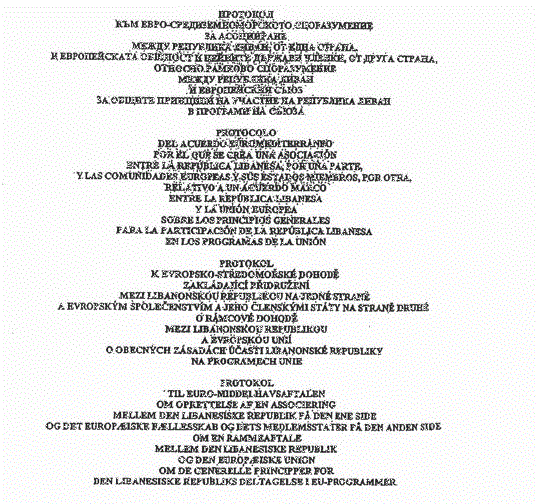 ПРОТОКОЛ
КЪМ ЕВРО-СРЕДИЗЕМНОМОРСКОТО СПОРАЗУМЕНИЕ
ЗА АСОЦИИРАНЕ
МЕЖДУ РЕПУБЛИКА ЛИВАН, ОТ ЕДНА СТРАНА,
И ЕВРОПЕЙСКАТА ОБЩНОСТ И НЕЙНИТЕ ДЪРЖАВИ ЧЛЕНКИ, ОТ ДРУГА СТРАНА,
ОТНОСНО РАМКОВО СПОРАЗУМЕНИЕ
МЕЖДУ РЕПУБЛИКА ЛИВАН
И ЕВРОПЕЙСКИЯ СЪЮЗ
ЗА ОБЩИТЕ ПРИНЦИПИ НА УЧАСТИЕ НА РЕПУБЛИКА ЛИВАН
В ПРОГРАМИ НА СЪЮЗА
PROTOCOLO
DEL ACUERDO EUROMEDITERRÁNEO
POR EL QUE SE CREA UNA ASOCIACIÓN
ENTRE LA REPÚBLICA LIBANESA, POR UNA PARTE,
Y LAS COMUNIDADES EUROPEAS Y SUS ESTADOS MIEMBROS, POR OTRA,
RELATIVO A UN ACUERDO MARCO
ENTRE LA REPÚBLICA LIBANESA
Y LA UNIÓN EUROPEA
SOBRE LOS PRINCIPIOS GENERALES
PARA LA PARTICIPACIÓN DE LA REPÚBLICA LIBANESA
EN LOS PROGRAMAS DE LA UNIÓN
PROTOKOL
K EVROPSKO-STŘEDOMOŘSKÉ DOHODĚ
ZAKLÁDAJÍCÍ PŘIDRUŽENÍ
MEZI LIBANONSKOU REPUBLIKOU NA JEDNÉ STRANĚ
A EVROPSKÝM SPOLEČENSTVÍM A JEHO ČLENSKÝMI STÁTY NA STRANĚ DRUHÉ
O RÁMCOVÉ DOHODĚ
MEZI LIBANONSKOU REPUBLIKOU
A EVROPSKOU UNIÍ
O OBECNÝCH ZÁSADÁCH ÚČASTI LIBANONSKÉ REPUBLIKY
NA PROGRAMECH UNIE
PROTOKOL
TIL EURO-MIDDELHAVSAFTALEN
OM OPRETTELSE AF EN ASSOCIERING
MELLEM DEN LIBANESISKE REPUBLIK PÅ DEN ENE SIDE
OG DET EUROPÆISKE FÆLLESSKAB OG DETS MEDLEMSSTATER PÅ DEN ANDEN SIDE
OM EN RAMMEAFTALE
MELLEM DEN LIBANESISKE REPUBLIK
OG DEN EUROPÆISKE UNION
OM DE GENERELLE PRINCIPPER FOR
DEN LIBANESISKE REPUBLIKS DELTAGELSE I EU-PROGRAMMER